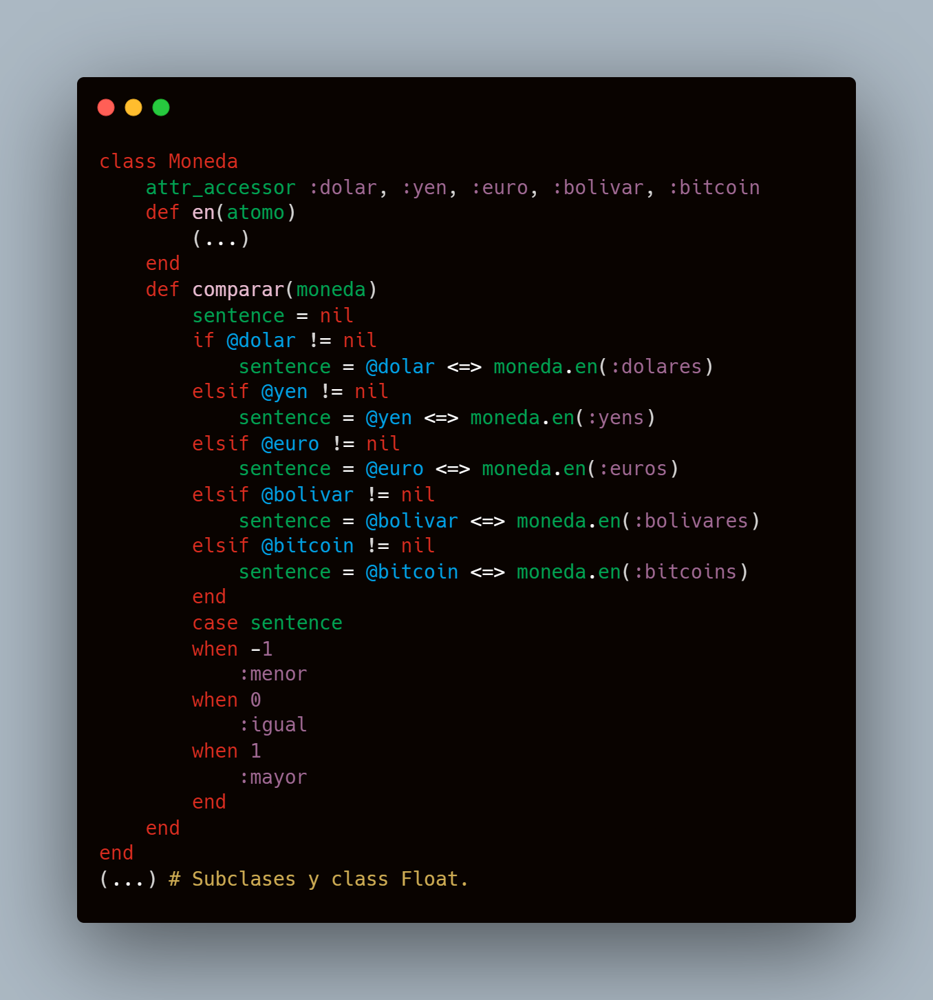 class Moneda
    attr_accessor :dolar, :yen, :euro, :bolivar, :bitcoin
    def en(atomo)
        (...)
    end
    def comparar(moneda)
        sentence = nil
        if @dolar != nil
            sentence = @dolar <=> moneda.en(:dolares)
        elsif @yen != nil
            sentence = @yen <=> moneda.en(:yens)
        elsif @euro != nil
            sentence = @euro <=> moneda.en(:euros)
        elsif @bolivar != nil
            sentence = @bolivar <=> moneda.en(:bolivares)
        elsif @bitcoin != nil
            sentence = @bitcoin <=> moneda.en(:bitcoins)
        end
        case sentence
        when -1
            :menor
        when 0
            :igual
        when 1
            :mayor
        end
    end
end
(...) # Subclases y class Float.